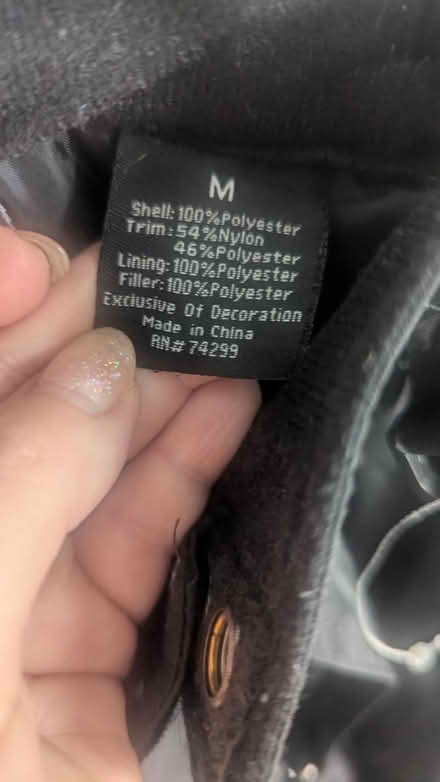 M
Shell:100%Polyester
Trim:54%Nylon
46%Polyester
Lining:100%Polyester
Filler:100%Polyester
Exclusive Of Decoration
Made in China
RN# 74299